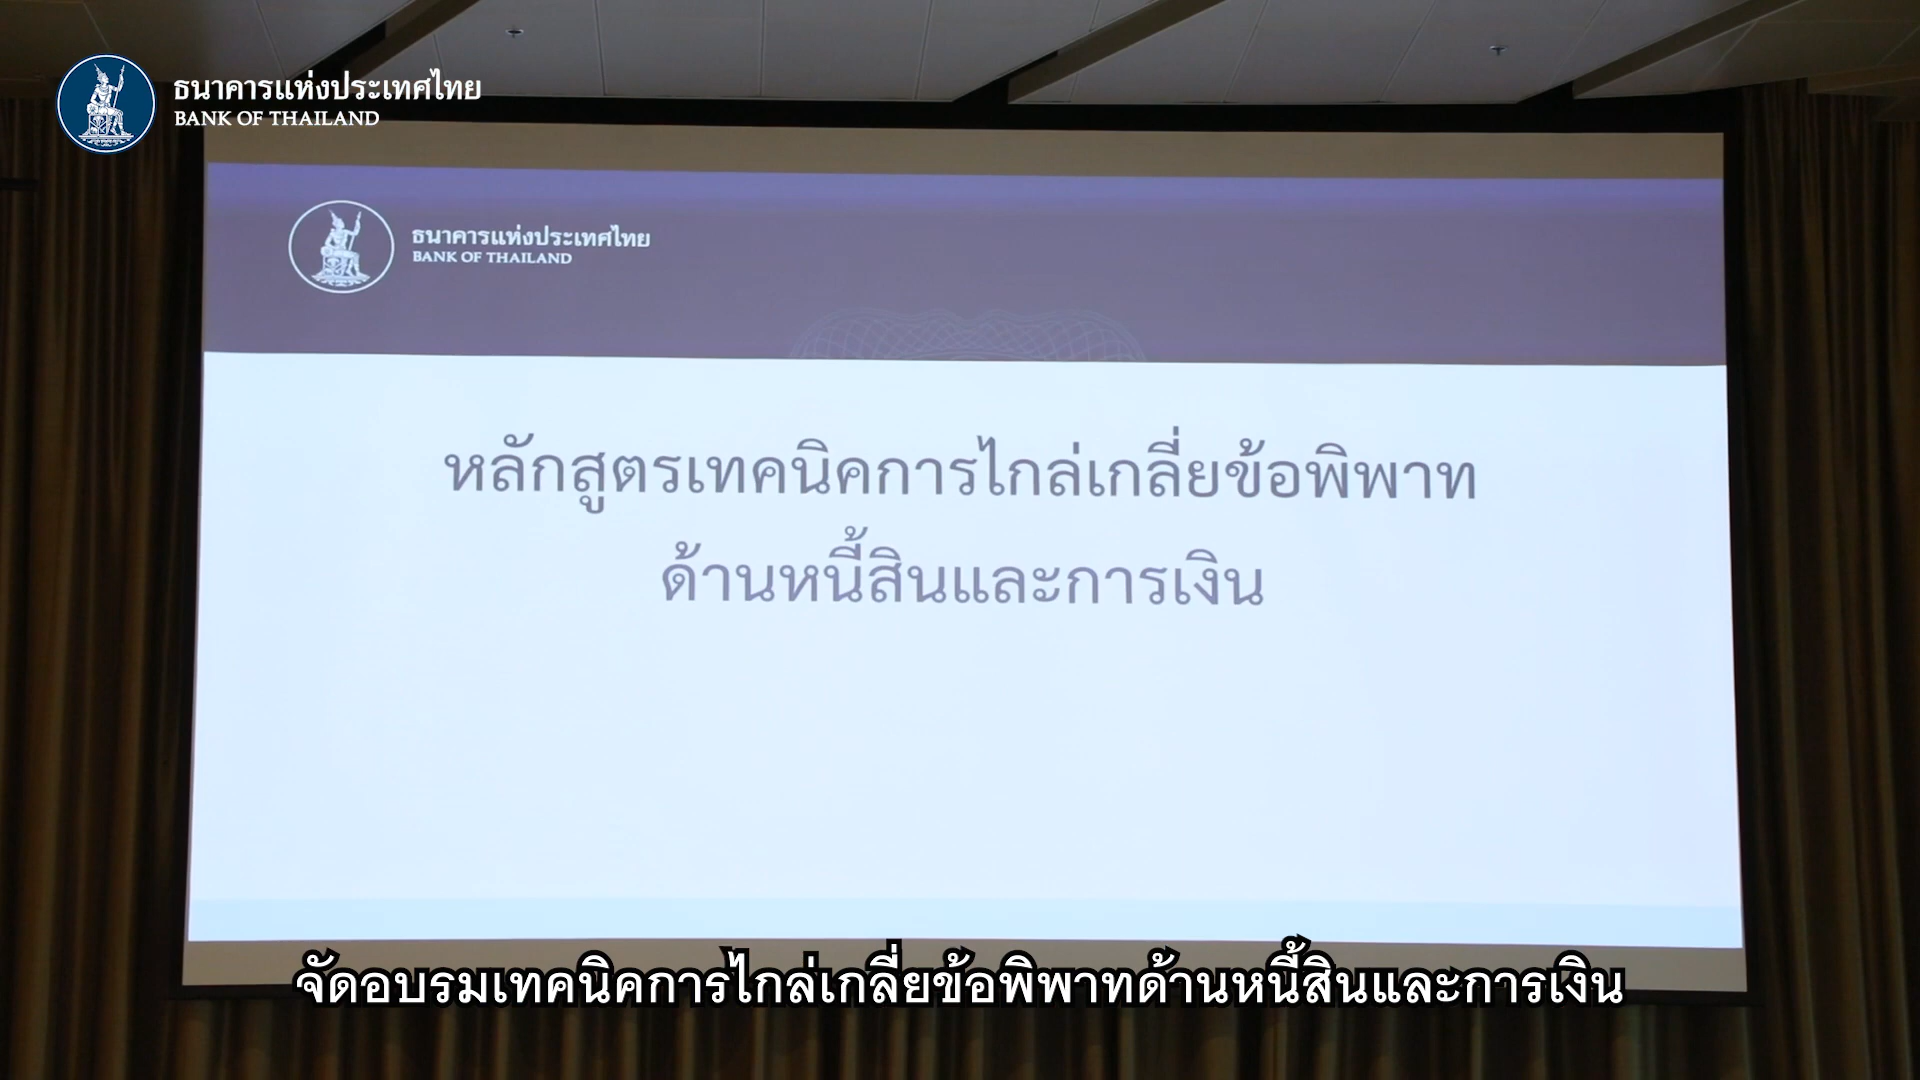 ธนาคารแห่งประเทศไทย
BANK OF THAILAND
ธนาคารแห่งประเทศไทย
BANK OF THAILAND
หลักสูตรเทคนิคการไกล่เกลี่ยข้อพิพาท
ด้านหนี้สินและการเงิน
จัดอบรมเทคนิคการไกล่เกลี่ยข้อพิพาทด้านหนี้สินและการเงิน